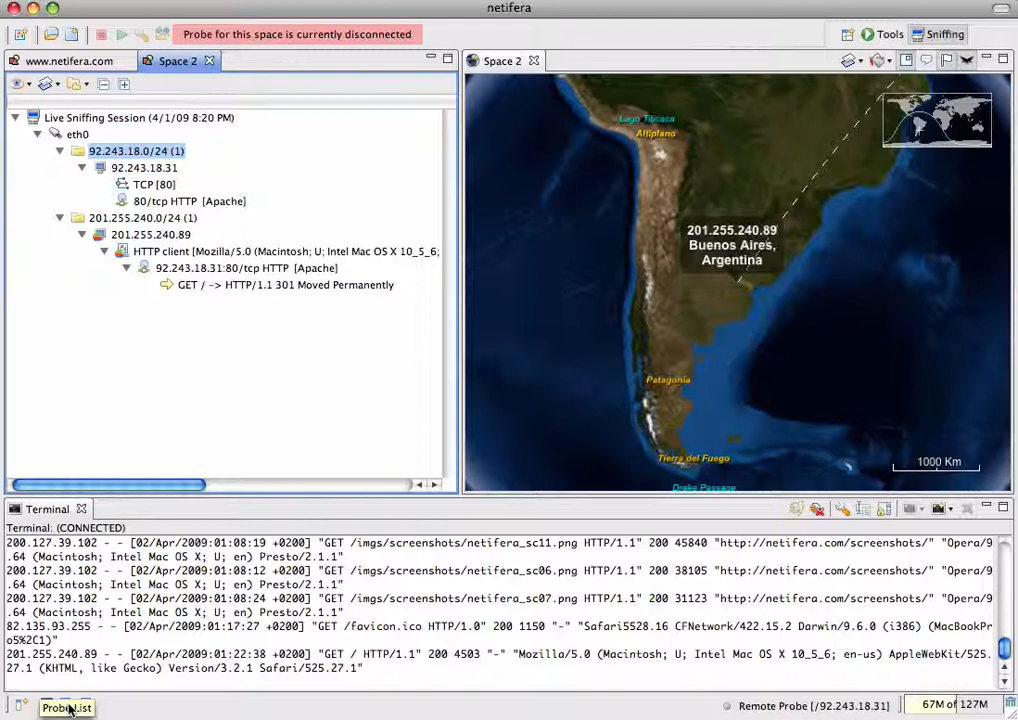 netifera
Probe for this space is currently disconnected
Tools
Sniffing
www.netifera.com
Space 2
Live Sniffing Session (4/1/09 8:20 PM)
eth0
92.243.18.0/24 (1)
92.243.18.31
TCP [80]
80/tcp HTTP [Apache]
201.255.240.0/24 (1)
201.255.240.89
HTTP client [Mozilla/5.0 (Macintosh; U; Intel Mac OS X 10_5_6;
92.243.18.31:80/tcp HTTP [Apache]
GET / -> HTTP/1.1 301 Moved Permanently
Space 2
Lago Titicaca
Altiplano
201.255.240.89
Buenos Aires,
Argentina
Patagonia
Tierra del Fuego
1000 Km
Drake Passage
Terminal
Terminal: (CONNECTED)
200.127.39.102 - - [02/Apr/2009:01:08:19 +0200] "GET /imgs/screenshots/netifera_sc11.png HTTP/1.1" 200 45840 "http://netifera.com/screenshots/" "Opera/9
.64 (Macintosh; Intel Mac OS X; U; en) Presto/2.1.1"
200.127.39.102 - - [02/Apr/2009:01:08:12 +0200] "GET /imgs/screenshots/netifera_sc06.png HTTP/1.1" 200 38105 "http://netifera.com/screenshots/" "Opera/9
.64 (Macintosh; Intel Mac OS X; U; en) Presto/2.1.1"
200.127.39.102 - - [02/Apr/2009:01:08:24 +0200] "GET /imgs/screenshots/netifera_sc07.png HTTP/1.1" 200 31123 "http://netifera.com/screenshots/" "Opera/9
.64 (Macintosh; Intel Mac OS X; U; en) Presto/2.1.1"
82.135.93.255 - - [02/Apr/2009:01:17:27 +0200] "GET /favicon.ico HTTP/1.0" 200 1150 "-" "Safari5528.16 CFNetwork/422.15.2 Darwin/9.6.0 (i386) (MacBookPr
o5%2C1)"
201.255.240.89 - - [02/Apr/2009:01:22:38 +0200] "GET / HTTP/1.1" 200 4503 "-" "Mozilla/5.0 (Macintosh; U; Intel Mac OS X 10_5_6; en-us) AppleWebKit/525.
27.1 (KHTML, like Gecko) Version/3.2.1 Safari/525.27.1"
Probe List
Remote Probe [/92.243.18.31]
67M of 127M